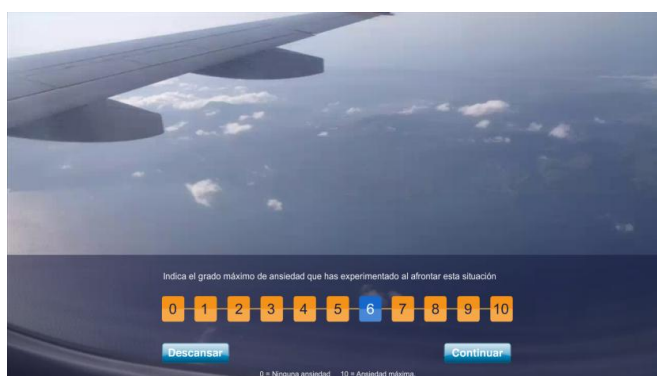 Indica el grado máximo de ansiedad que has experimentado al afrontar esta situación
0 1 2 3 4 5 6 7 8 9 10
Descansar Continuar
0 = Ninguna ansiedad 10 = Ansiedad máxima.